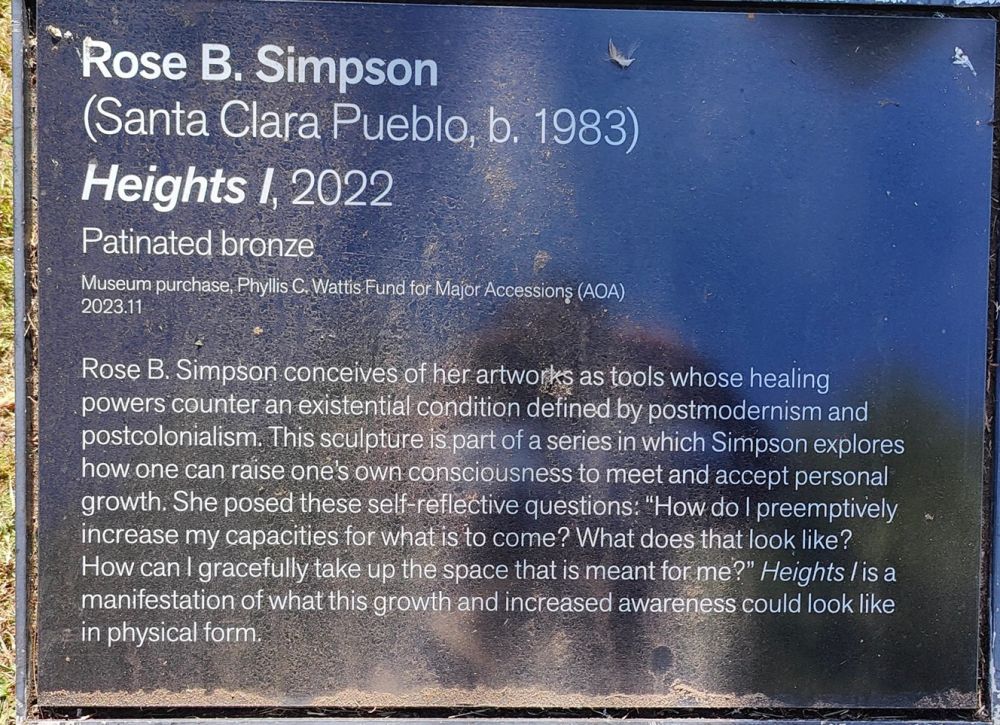 Rose B. Simpson
(Santa Clara Pueblo, b. 1983)
Heights I, 2022
Patinated bronze
Museum purchase, Phyllis C. Wattis Fund for Major Accessions (AOA)
2023.11
Rose B. Simpson conceives of her artworks as tools whose healing
powers counter an existential condition defined by postmodernism and
postcolonialism. This sculpture is part of a series in which Simpson explores
how one can raise one’s own consciousness to meet and accept personal
growth. She posed these self-reflective questions: “How do I preemptively
increase my capacities for what is to come? What does that look like?
How can I gracefully take up the space that is meant for me?” Heights I is a
manifestation of what this growth and increased awareness could look like
in physical form.